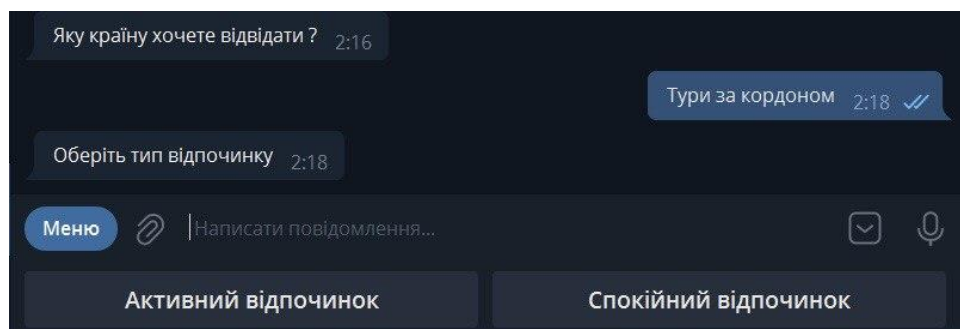 Яку країну хочете відвідати ? 2:16
Тури за кордоном 2:18
Оберіть тип відпочинку 2:18
Меню Написати повідомлення...
Активний відпочинок Спокійний відпочинок